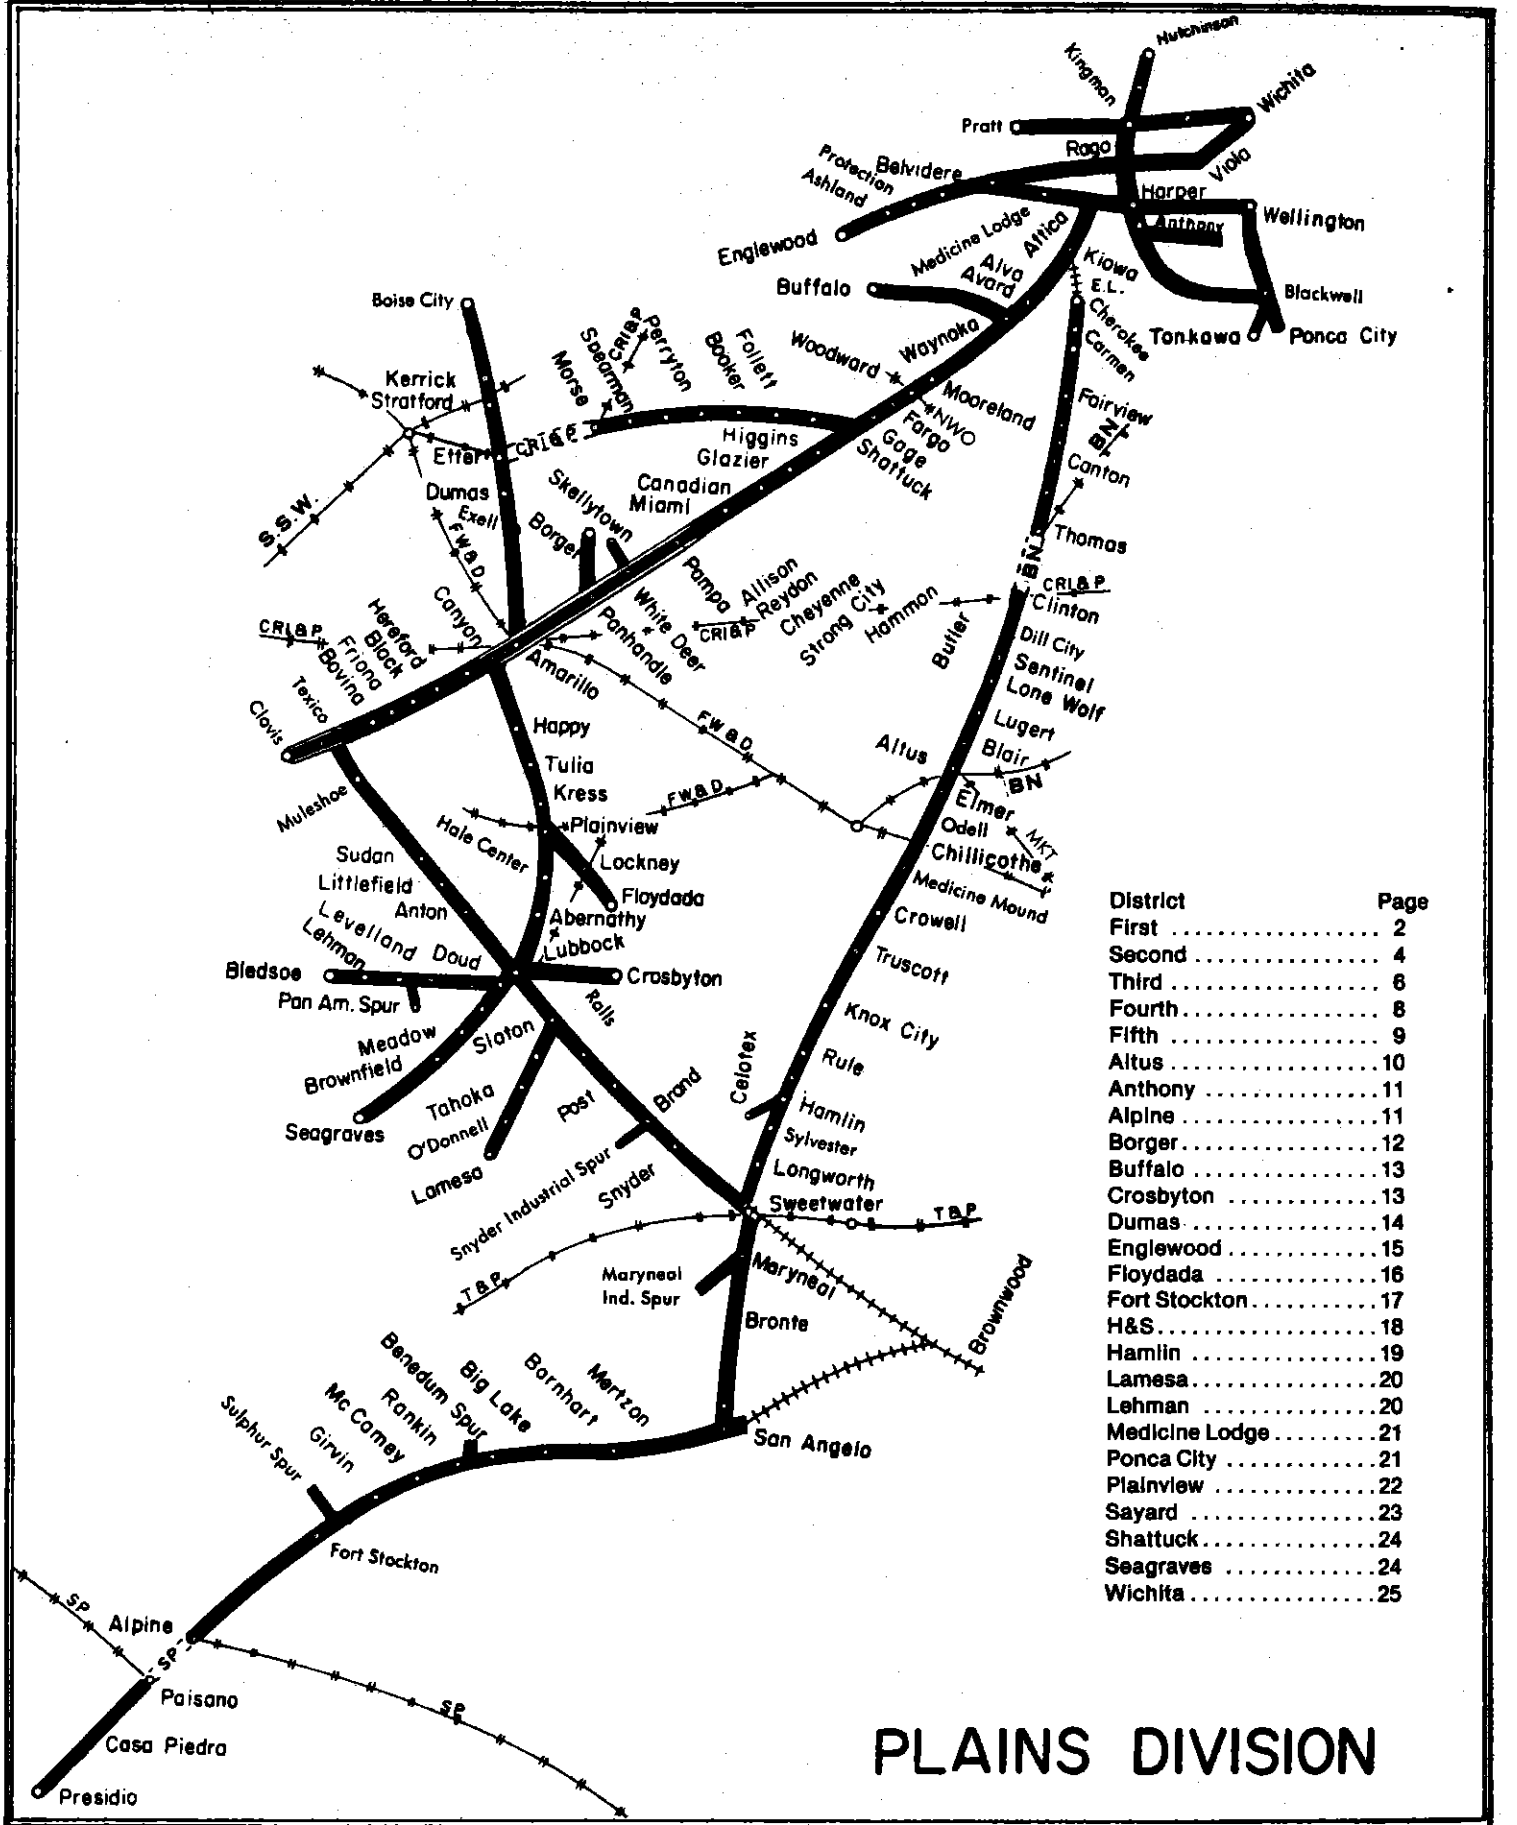 Hutchinson
Kingman
Wichita
Pratt
Rago
Viola
Protection
Belvidere
Ashland
Harper
Anthony
Wellington
Englewood
Medicine Lodge
Attica
Alva
Avard
Kiowa
E.L.
Buffalo
Blackwell
Cherokee
Tonkawa
Ponca City
Carmen
Boise City
CRI&P
Perryton
Spearman
Morse
Follett
Booker
Woodward
Waynoka
Kerrick
Stratford
Mooreland
NWO
Fairview
BN
Etter
CRI&P
Higgins
Glazier
Fargo
Gage
Shattuck
Canton
Dumas
Exell
Skellytown
Canadian
Miami
S.S.W.
Borger
FW&D
Thomas
BN
Pampa
Allison
Reydon
Cheyenne
Strong City
Hammon
CRI&P
Clinton
Canyon
White Deer
CRI&P
CRI&P
Hereford
Black
Friona
Bovina
Panhandle
Butler
Dill City
Sentinel
Lone Wolf
Texico
Clovis
Amarillo
Happy
FW&D
Altus
Lugert
Blair
Tulia
Kress
FW&D
BN
Elmer
Muleshoe
Hale Center
Plainview
Odell
MKT
Sudan
Lockney
Chillicothe
Littlefield
Floydada
Medicine Mound
Anton
Abernathy
Crowell
Levelland
Lehman
Doud
Lubbock
Truscott
Bledsoe
Crosbyton
Pan Am. Spur
Ralls
Knox City
Meadow
Slaton
Brownfield
Celotex
Rule
Tahoka
Post
Brand
Hamlin
Seagraves
O'Donnell
Sylvester
Lamesa
Snyder Industrial Spur
Snyder
Longworth
Sweetwater
T&P
T&P
Maryneal
Ind. Spur
Maryneal
Brownwood
Bronte
Benedum Spur
Big Lake
Barnhart
Mertzon
Sulphur Spur
Girvin
Mc Camey
Rankin
San Angelo
Fort Stockton
SP
Alpine
SP
Paisano
SP
Casa Piedra
Presidio
District Page
First .................. 2
Second ................. 4
Third .................. 6
Fourth ................. 8
Fifth .................. 9
Altus .................. 10
Anthony ............... 11
Alpine ................. 11
Borger ................. 12
Buffalo ................ 13
Crosbyton .............. 13
Dumas ................. 14
Englewood ............. 15
Floydada .............. 16
Fort Stockton ........... 17
H&S ................... 18
Hamlin ................ 19
Lamesa ................ 20
Lehman ................ 20
Medicine Lodge ......... 21
Ponca City ............. 21
Plainview .............. 22
Sayard ................ 23
Shattuck ............... 24
Seagraves .............. 24
Wichita ................ 25
PLAINS DIVISION